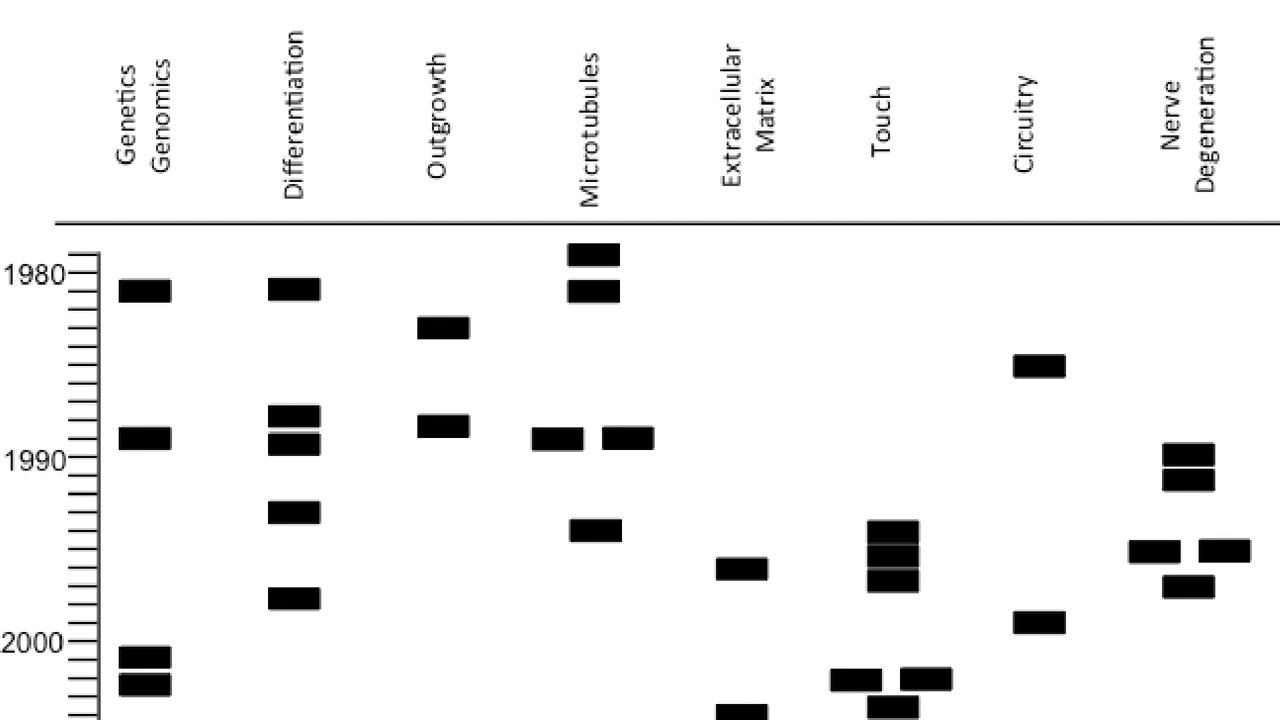 Genetics
Genomics
Differentiation
Outgrowth
Microtubules
Extracellular
Matrix
Touch
Circuitry
Nerve
Degeneration
1980
1990
2000